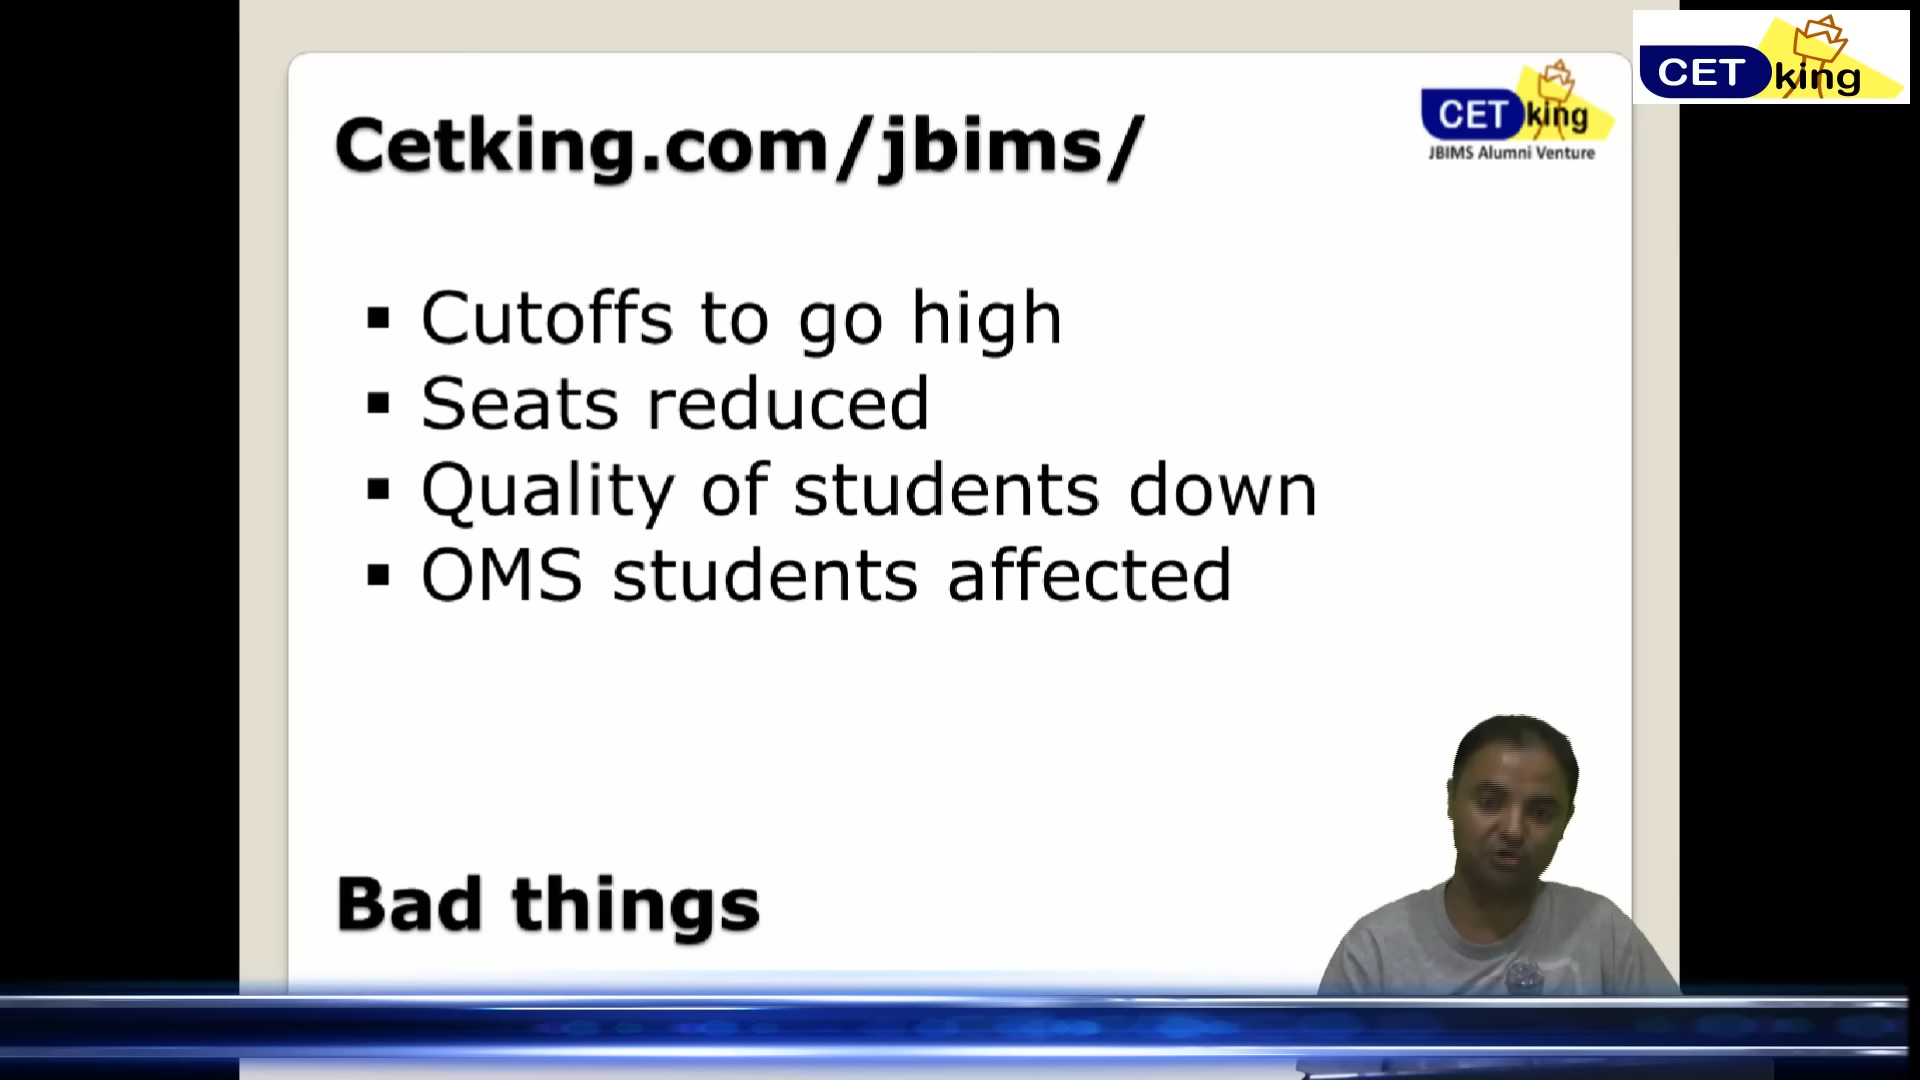 CET king
Cetking.com/jbims/
CET king
JBIMS Alumni Venture
▪ Cutoffs to go high
▪ Seats reduced
▪ Quality of students down
▪ OMS students affected
Bad things